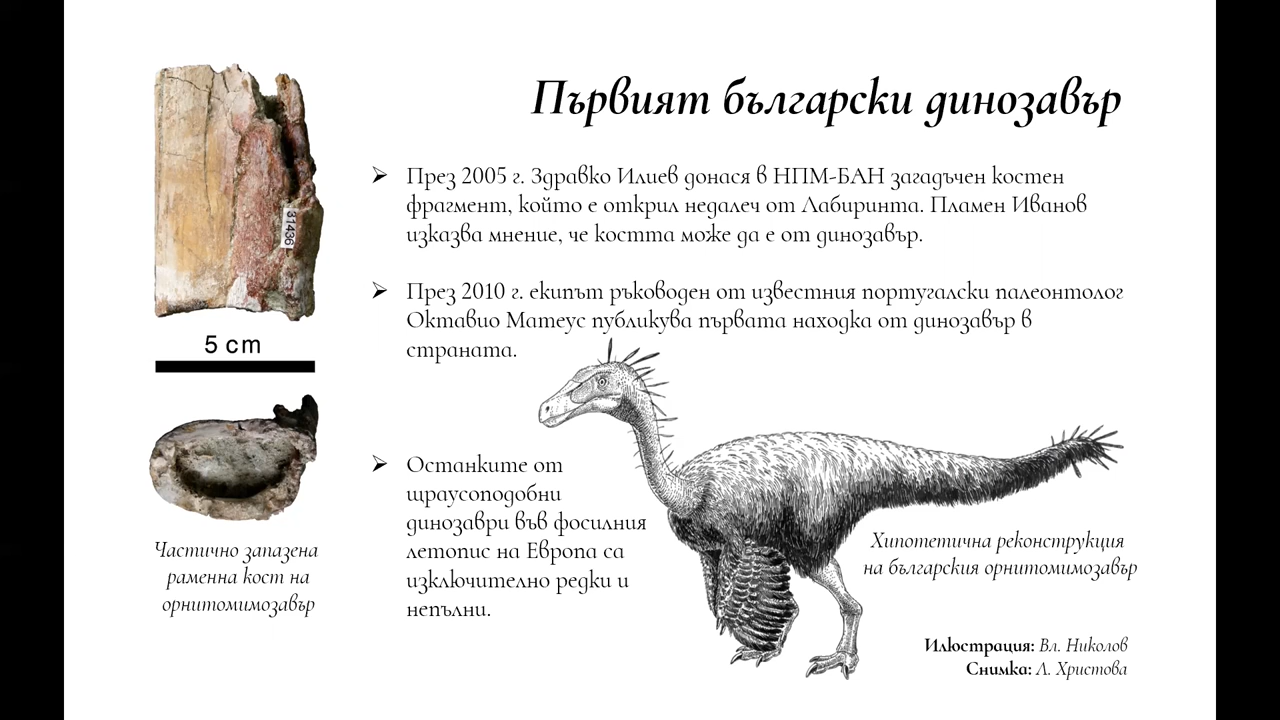 Първият български динозавър
През 2005 г. Здравко Илиев донася в НПМ-БАН загадъчен костен
фрагмент, който е открил недалеч от Лабиринта. Пламен Иванов
изказва мнение, че костта може да е от динозавър.
През 2010 г. екипът ръководен от известния португалски палеонтолог
Октавио Матеус публикува първата находка от динозавър в
страната.
Останките от
щраусоподобни
динозаври във фосилния
летопис на Европа са
изключително редки и
непълни.
31436
5 cm
Частично запазена
раменна кост на
орнитомимозавър
Хипотетична реконструкция
на българския орнитомимозавър
Илюстрация: Вл. Николов
Снимка: Л. Христова